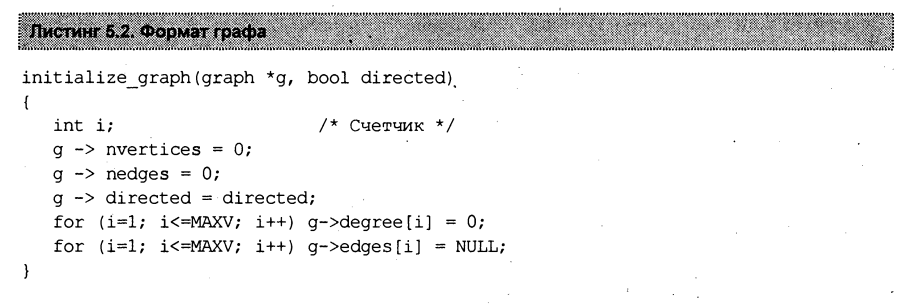 Листинг 5.2. Формат графа
initialize_graph(graph *g, bool directed)
{
int i; /* Счетчик */
g -> nvertices = 0;
g -> nedges = 0;
g -> directed = directed;
for (i=1; i<=MAXV; i++) g->degree[i] = 0;
for (i=1; i<=MAXV; i++) g->edges[i] = NULL;
}